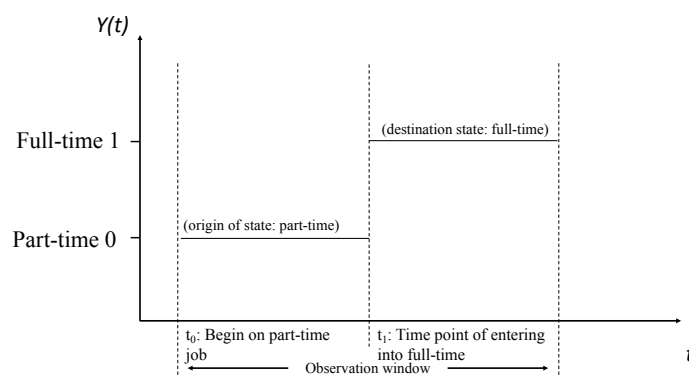 Y(t)
(destination state: full-time)
Full-time 1
(origin of state: part-time)
Part-time 0
t₀: Begin on part-time
job
t₁: Time point of entering
into full-time
t
Observation window